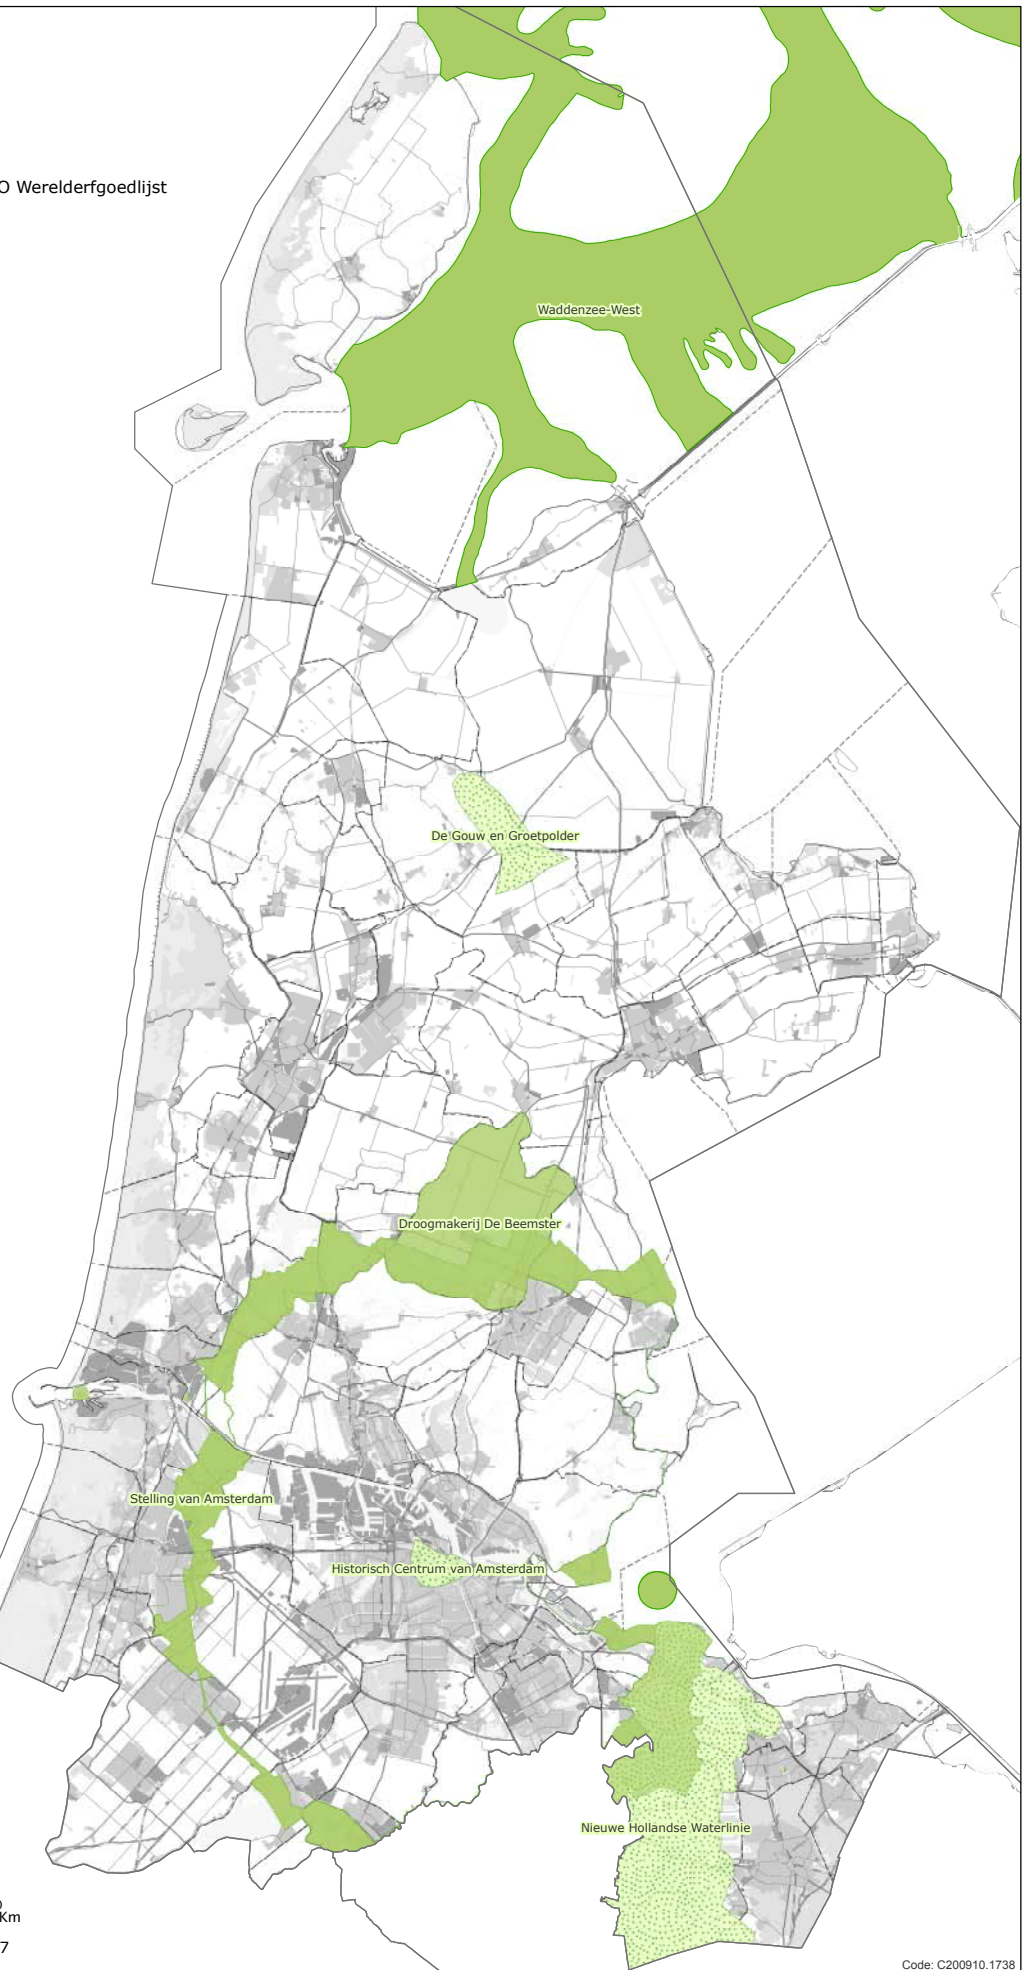 O Werelderfgoedlijst
Waddenzee-West
De Gouw en Groetpolder
Droogmakerij De Beemster
Stelling van Amsterdam
Historisch Centrum van Amsterdam
Nieuwe Hollandse Waterlinie
Km
7
Code: C200910.1738